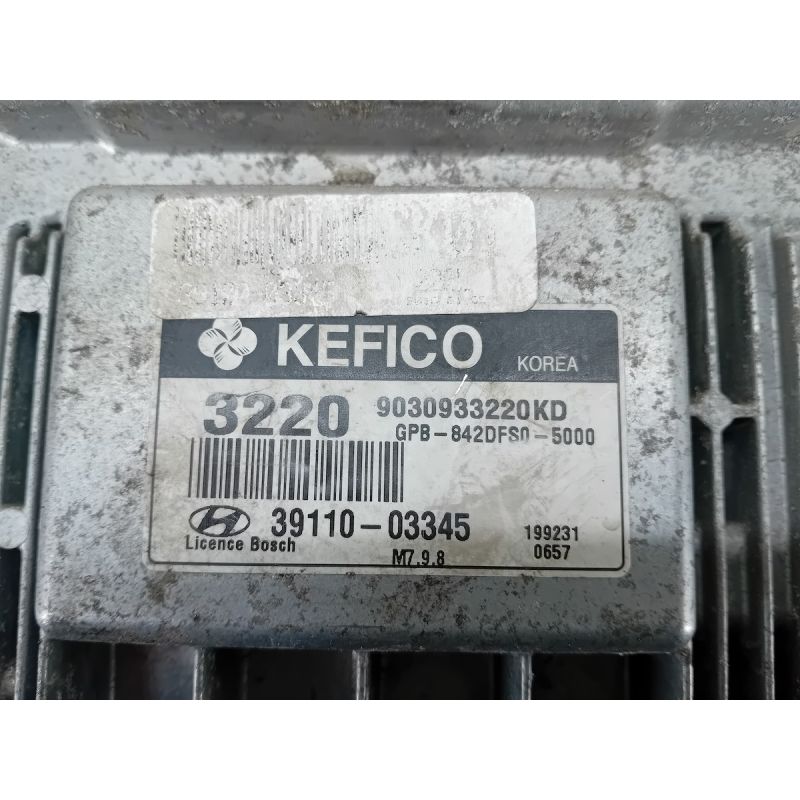 KEFICO KOREA
3220 9030933220KD
GPB-842DFS0-5000
39110-03345 199231
Licence Bosch M7.9.8 0657